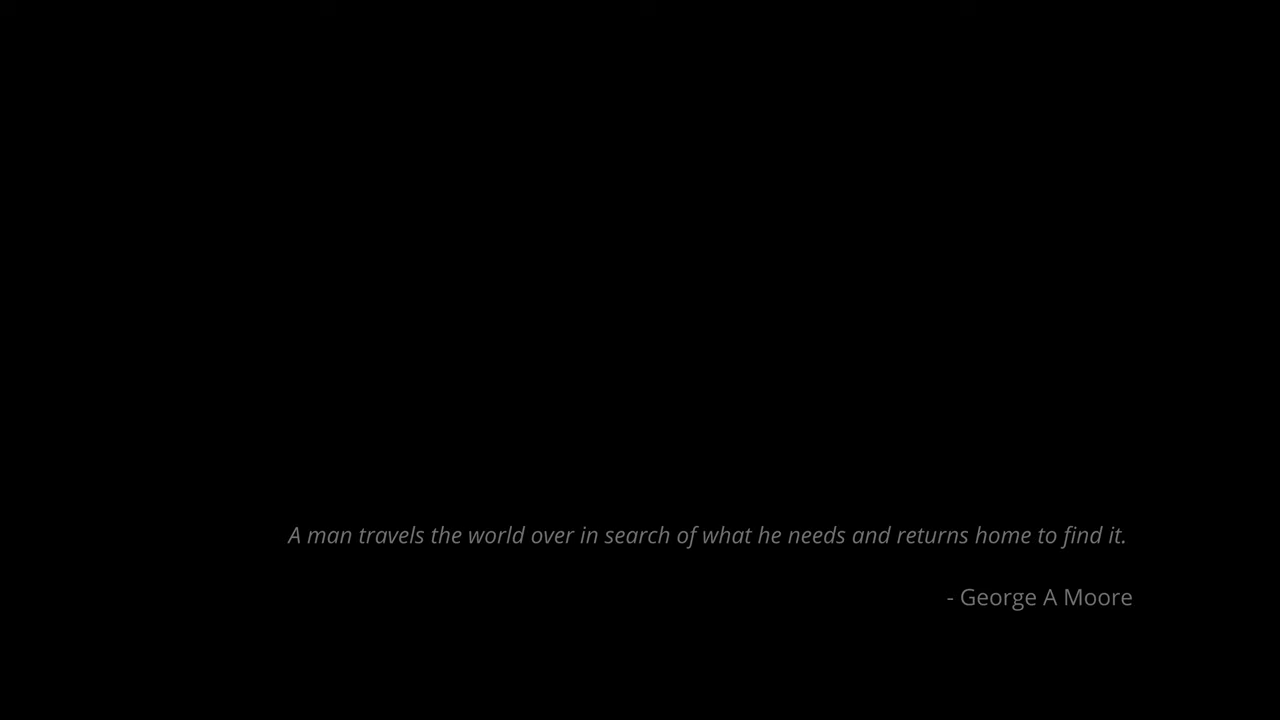 A man travels the world over in search of what he needs and returns home to find it.
- George A Moore